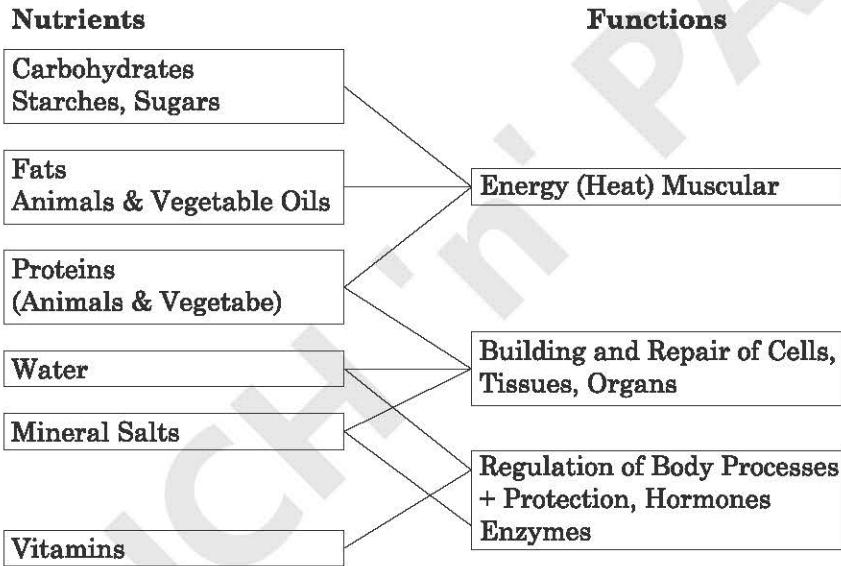 Nutrients
Functions
Carbohydrates
Starches, Sugars
Fats
Animals & Vegetable Oils
Energy (Heat) Muscular
Proteins
(Animals & Vegetabe)
Water
Building and Repair of Cells,
Tissues, Organs
Mineral Salts
Regulation of Body Processes
+ Protection, Hormones
Enzymes
Vitamins